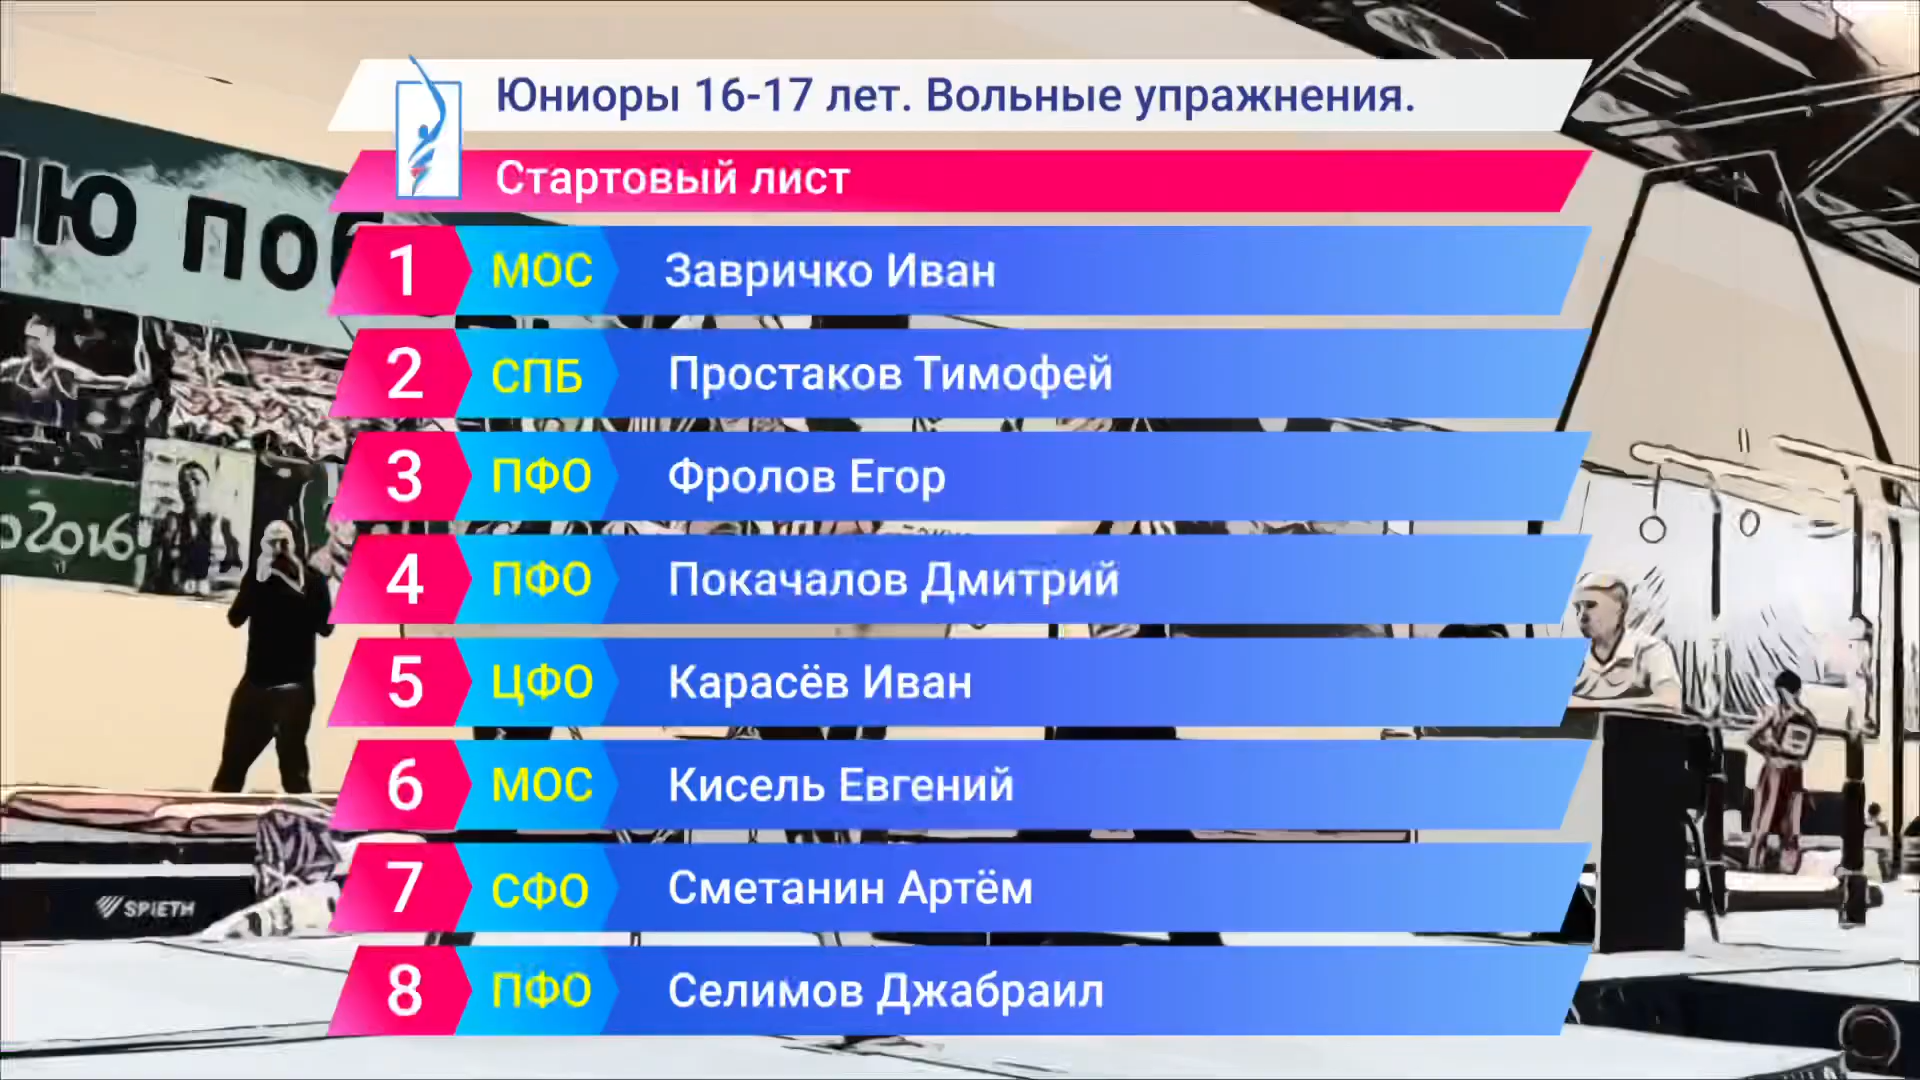 Юниоры 16-17 лет. Вольные упражнения.
Стартовый лист
1 МОС Завричко Иван
2 СПБ Простаков Тимофей
3 ПФО Фролов Егор
4 ПФО Покачалов Дмитрий
5 ЦФО Карасёв Иван
6 МОС Кисель Евгений
7 СФО Сметанин Артём
8 ПФО Селимов Джабраил
2016
SPIETH